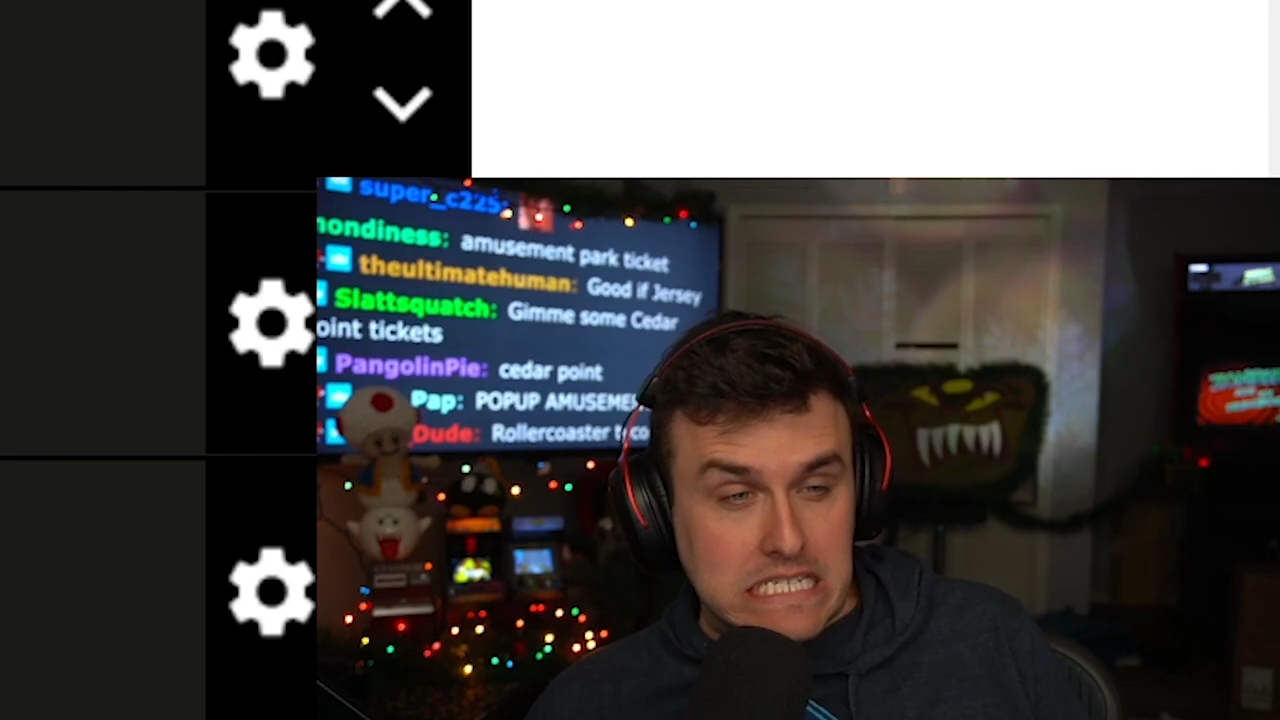 super_c225:
nondiness: amusement park ticket
theultimatehuman: Good if Jersey
Slattsquatch: Gimme some Cedar
oint tickets
PangolinPie: cedar point
Pap: POPUP AMUSEME
Dude: Rollercoaster